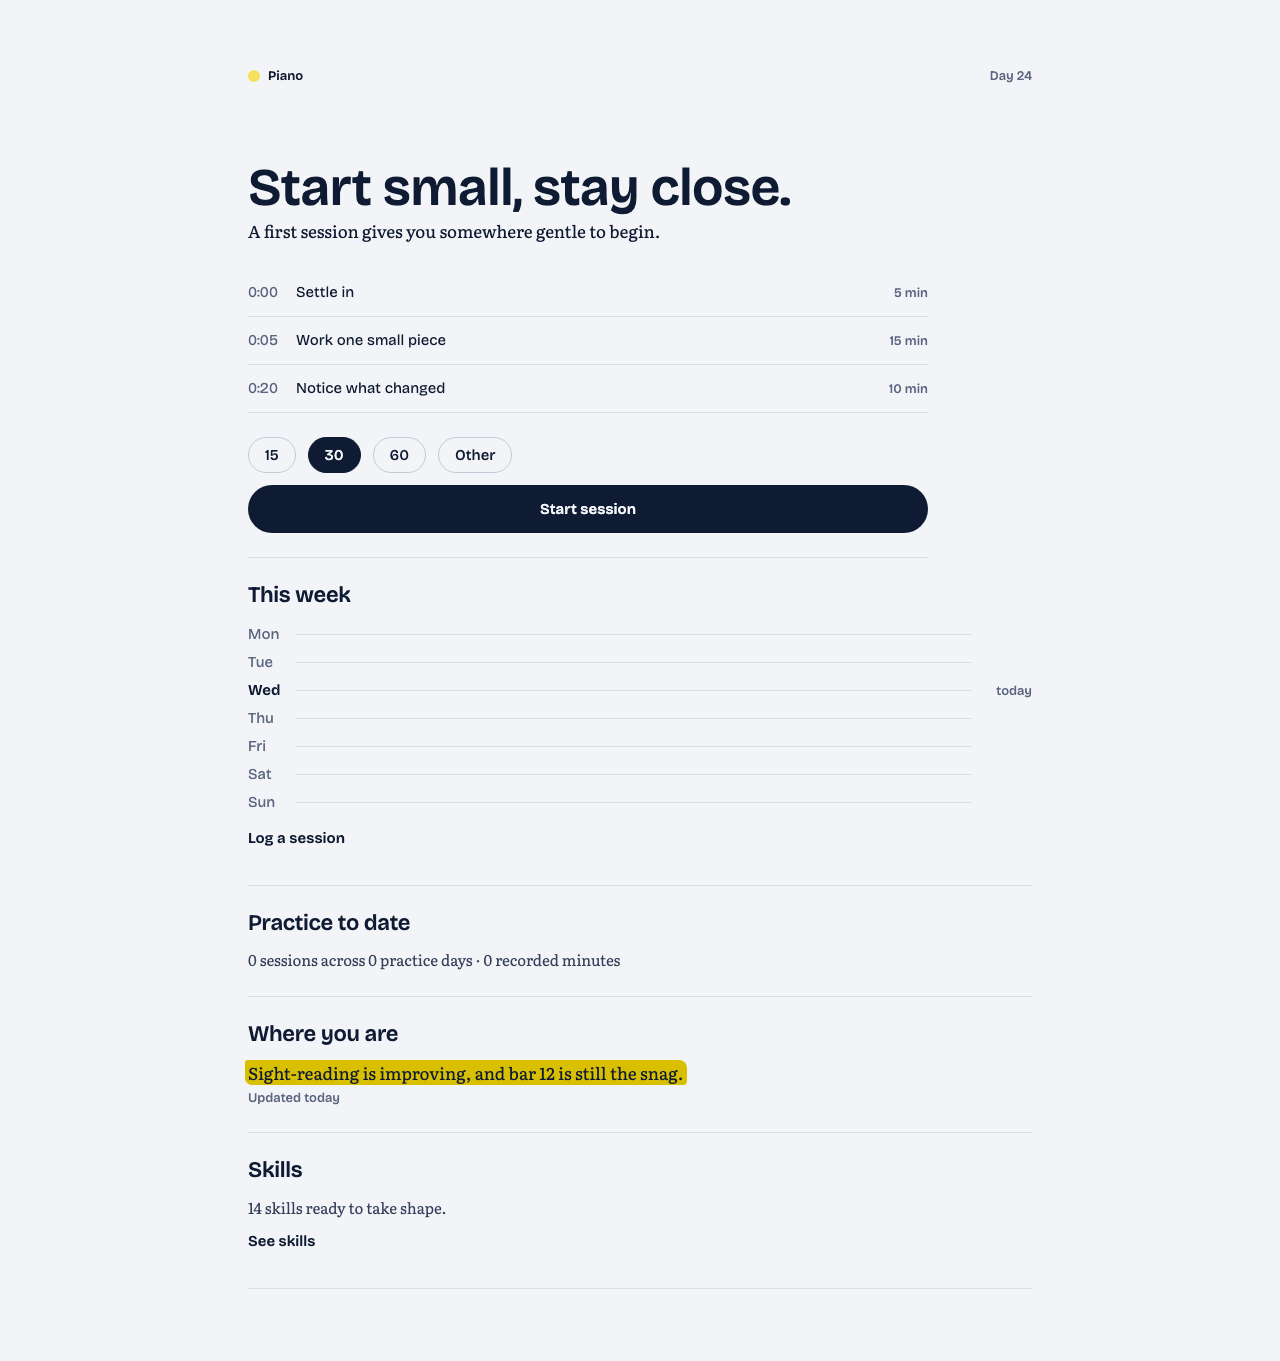 Piano
Day 24
Start small, stay close.
A first session gives you somewhere gentle to begin.
0:00 Settle in 5 min
0:05 Work one small piece 15 min
0:20 Notice what changed 10 min
15 30 60 Other
Start session
This week
Mon
Tue
Wed today
Thu
Fri
Sat
Sun
Log a session
Practice to date
0 sessions across 0 practice days · 0 recorded minutes
Where you are
Sight-reading is improving, and bar 12 is still the snag.
Updated today
Skills
14 skills ready to take shape.
See skills